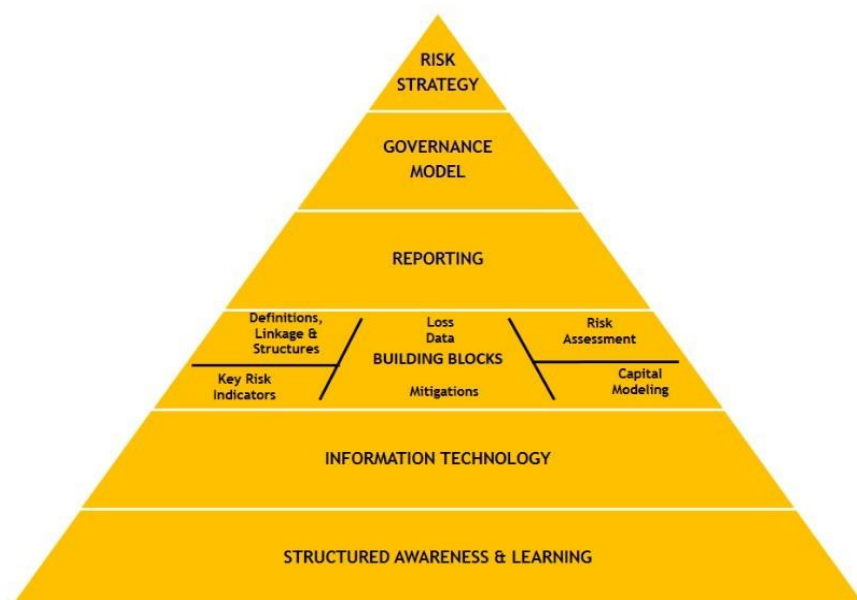 RISK
STRATEGY
GOVERNANCE
MODEL
REPORTING
Definitions,
Linkage &
Structures
Key Risk
Indicators
Loss
Data
BUILDING BLOCKS
Mitigations
Risk
Assessment
Capital
Modeling
INFORMATION TECHNOLOGY
STRUCTURED AWARENESS & LEARNING